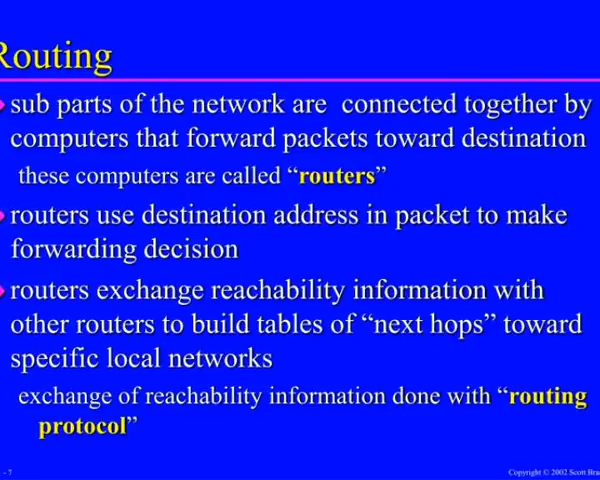 Routing
sub parts of the network are connected together by
computers that forward packets toward destination
these computers are called “routers”
routers use destination address in packet to make
forwarding decision
routers exchange reachability information with
other routers to build tables of “next hops” toward
specific local networks
exchange of reachability information done with “routing
protocol”
- 7
Copyright © 2002 Scott